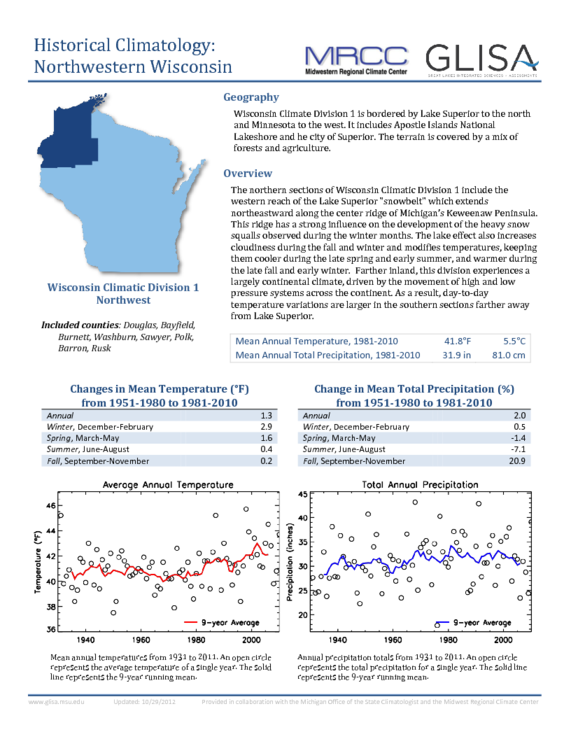 Historical Climatology:
Northwestern Wisconsin
MRCC
Midwestern Regional Climate Center
GLISA
GREAT LAKES INTEGRATED SCIENCES + ASSESSMENTS
Geography
Wisconsin Climate Division 1 is bordered by Lake Superior to the north
and Minnesota to the west. It includes Apostle Islands National
Lakeshore and he city of Superior. The terrain is covered by a mix of
forests and agriculture.
Overview
The northern sections of Wisconsin Climatic Division 1 include the
western reach of the Lake Superior "snowbelt" which extends
northeastward along the center ridge of Michigan's Keweenaw Peninsula.
This ridge has a strong influence on the development of the heavy snow
squalls observed during the winter months. The lake effect also increases
cloudiness during the fall and winter and modifies temperatures, keeping
them cooler during the late spring and early summer, and warmer during
the late fall and early winter. Farther inland, this division experiences a
largely continental climate, driven by the movement of high and low
pressure systems across the continent. As a result, day-to-day
temperature variations are larger in the southern sections farther away
from Lake Superior.
Wisconsin Climatic Division 1
Northwest
Included counties: Douglas, Bayfield,
Burnett, Washburn, Sawyer, Polk,
Barron, Rusk
Mean Annual Temperature, 1981-2010 41.8°F 5.5°C
Mean Annual Total Precipitation, 1981-2010 31.9 in 81.0 cm
Changes in Mean Temperature (°F)
from 1951-1980 to 1981-2010
Annual 1.3
Winter, December-February 2.9
Spring, March-May 1.6
Summer, June-August 0.4
Fall, September-November 0.2
Change in Mean Total Precipitation (%)
from 1951-1980 to 1981-2010
Annual 2.0
Winter, December-February 0.5
Spring, March-May -1.4
Summer, June-August -7.1
Fall, September-November 20.9
Average Annual Temperature
Temperature (°F)
46
44
42
40
38
36
9-year Average
1940 1960 1980 2000
Mean annual temperatures from 1931 to 2011. An open circle
represents the average temperature of a single year. The solid
line represents the 9-year running mean.
Total Annual Precipitation
Precipitation (inches)
45
40
35
30
25
20
9-year Average
1940 1960 1980 2000
Annual precipitation totals from 1931 to 2011. An open circle
represents the total precipitation for a single year. The solid line
represents the 9-year running mean.
www.glisa.msu.edu Updated: 10/29/2012 Provided in collaboration with the Michigan Office of the State Climatologist and the Midwest Regional Climate Center